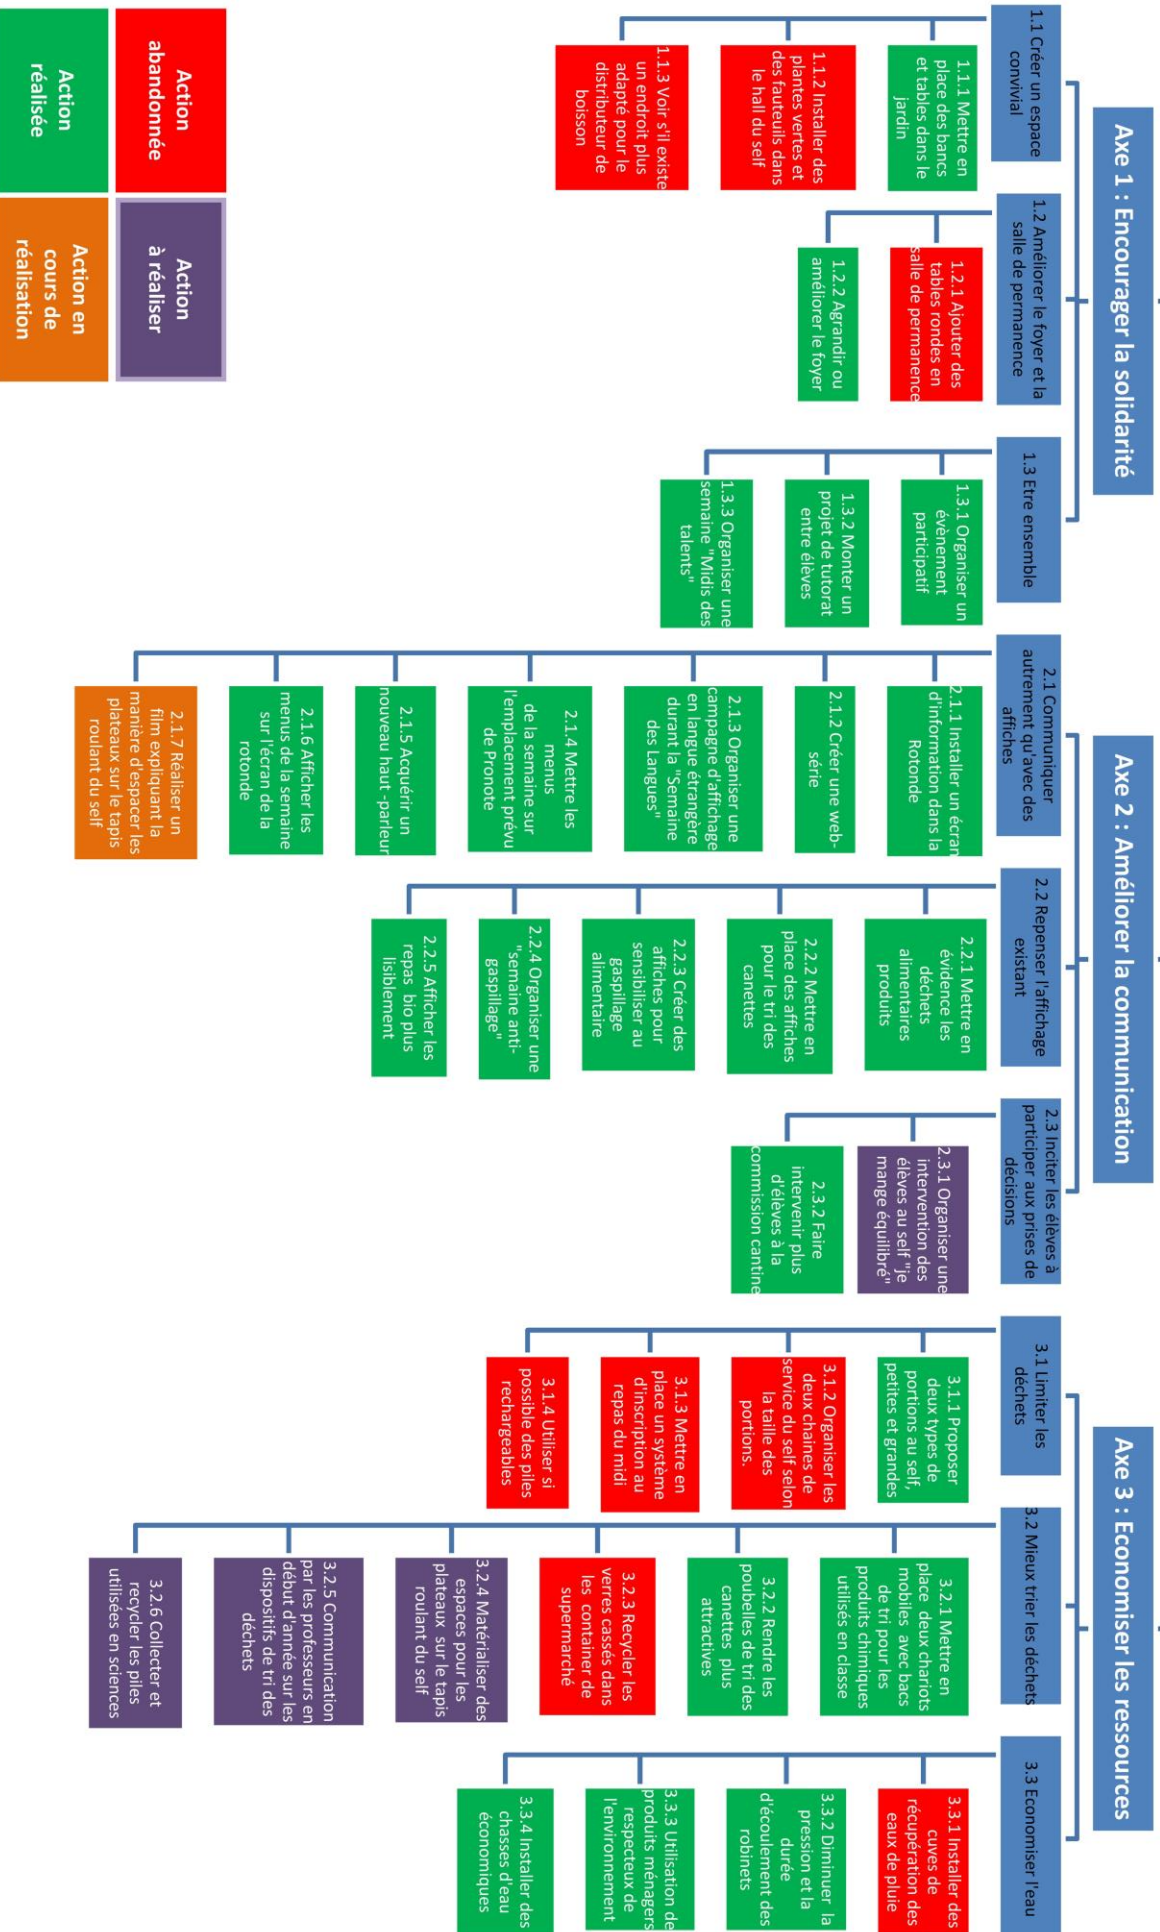 Axe 1 : Encourager la solidarité
1.1 Créer un espace
convivial
1.1.1 Mettre en
place des bancs
et tables dans le
jardin
1.1.2 Installer des
plantes vertes et
des fauteuils dans
le hall du self
1.1.3 Voir s'il existe
un endroit plus
adapté pour le
distributeur de
boisson
1.2 Améliorer le foyer et la
salle de permanence
1.2.1 Ajouter des
tables rondes en
salle de permanence
1.2.2 Agrandir ou
améliorer le foyer
1.3 Etre ensemble
1.3.1 Organiser un
évènement
participatif
1.3.2 Monter un
projet de tutorat
entre élèves
1.3.3 Organiser une
semaine "Midis des
talents"
Axe 2 : Améliorer la communication
2.1 Communiquer
autrement qu'avec des
affiches
2.1.1 Installer un écran
d'information dans la
Rotonde
2.1.2 Créer une web-
série
2.1.3 Organiser une
campagne d'affichage
en langue étrangère
durant la "Semaine
des Langues"
2.1.4 Mettre les
menus
de la semaine sur
l'emplacement prévu
de Pronote
2.1.5 Acquérir un
nouveau haut -parleur
2.1.6 Afficher les
menus de la semaine
sur l'écran de la
rotonde
2.1.7 Réaliser un
film expliquant la
manière d'espacer les
plateaux sur le tapis
roulant du self
2.2 Repenser l'affichage
existant
2.2.1 Mettre en
évidence les
déchets
alimentaires
produits
2.2.2 Mettre en
place des affiches
pour le tri des
canettes
2.2.3 Créer des
affiches pour
sensibiliser au
gaspillage
alimentaire
2.2.4 Organiser une
"semaine anti-
gaspillage"
2.2.5 Afficher les
repas bio plus
lisiblement
2.3 Inciter les élèves à
participer aux prises de
décisions
2.3.1 Organiser une
intervention des
élèves au self "je
mange équilibré"
2.3.2 Faire
intervenir plus
d'élèves à la
commission cantine
Axe 3 : Economiser les ressources
3.1 Limiter les
déchets
3.1.1 Proposer
deux types de
portions au self,
petites et grandes
3.1.2 Organiser les
deux chaines de
service du self selon
la taille des
portions.
3.1.3 Mettre en
place un système
d'inscription au
repas du midi
3.1.4 Utiliser si
possible des piles
rechargeables
3.2 Mieux trier les déchets
3.2.1 Mettre en
place deux chariots
mobiles avec bacs
de tri pour les
produits chimiques
utilisés en classe
3.2.2 Rendre les
poubelles de tri des
canettes plus
attractives
3.2.3 Recycler les
verres cassés dans
les container de
supermarché
3.2.4 Matérialiser des
espaces pour les
plateaux sur le tapis
roulant du self
3.2.5 Communication
par les professeurs en
début d'année sur les
dispositifs de tri des
déchets
3.2.6 Collecter et
recycler les piles
utilisées en sciences
3.3 Economiser l'eau
3.3.1 Installer des
cuves de
récupération des
eaux de pluie
3.3.2 Diminuer la
pression et la
durée
d'écoulement des
robinets
3.3.3 Utilisation de
produits ménagers
respecteux de
l'environnement
3.3.4 Installer des
chasses d'eau
économiques
Action
abandonnée
Action
à réaliser
Action
réalisée
Action en
cours de
réalisation